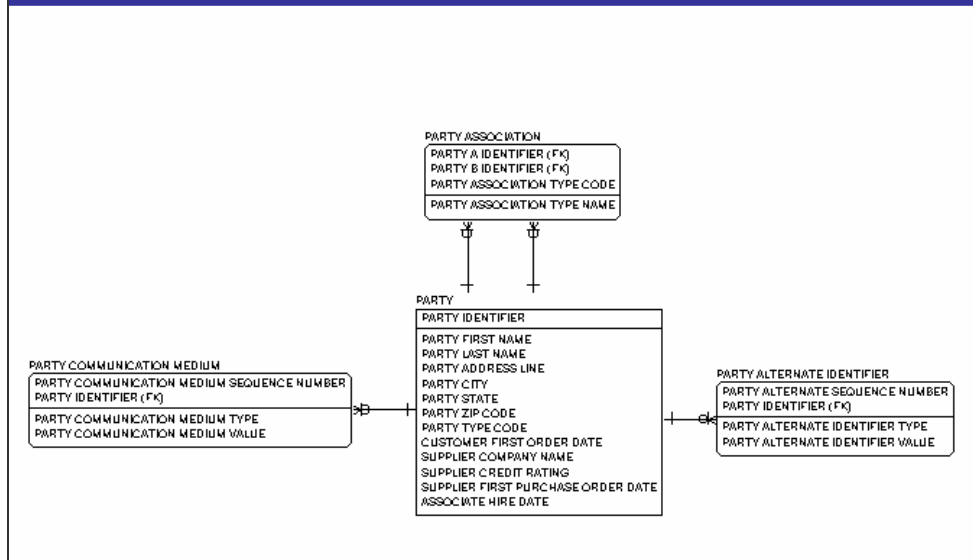 PARTY ASSOCIATION
PARTY A IDENTIFIER (FK)
PARTY B IDENTIFIER (FK)
PARTY ASSOCIATION TYPE CODE
PARTY ASSOCIATION TYPE NAME
PARTY
PARTY IDENTIFIER
PARTY FIRST NAME
PARTY LAST NAME
PARTY ADDRESS LINE
PARTY CITY
PARTY STATE
PARTY ZIP CODE
PARTY TYPE CODE
CUSTOMER FIRST ORDER DATE
SUPPLIER COMPANY NAME
SUPPLIER CREDIT RATING
SUPPLIER FIRST PURCHASE ORDER DATE
ASSOCIATE HIRE DATE
PARTY COMMUNICATION MEDIUM
PARTY COMMUNICATION MEDIUM SEQUENCE NUMBER
PARTY IDENTIFIER (FK)
PARTY COMMUNICATION MEDIUM TYPE
PARTY COMMUNICATION MEDIUM VALUE
PARTY ALTERNATE IDENTIFIER
PARTY ALTERNATE SEQUENCE NUMBER
PARTY IDENTIFIER (FK)
PARTY ALTERNATE IDENTIFIER TYPE
PARTY ALTERNATE IDENTIFIER VALUE